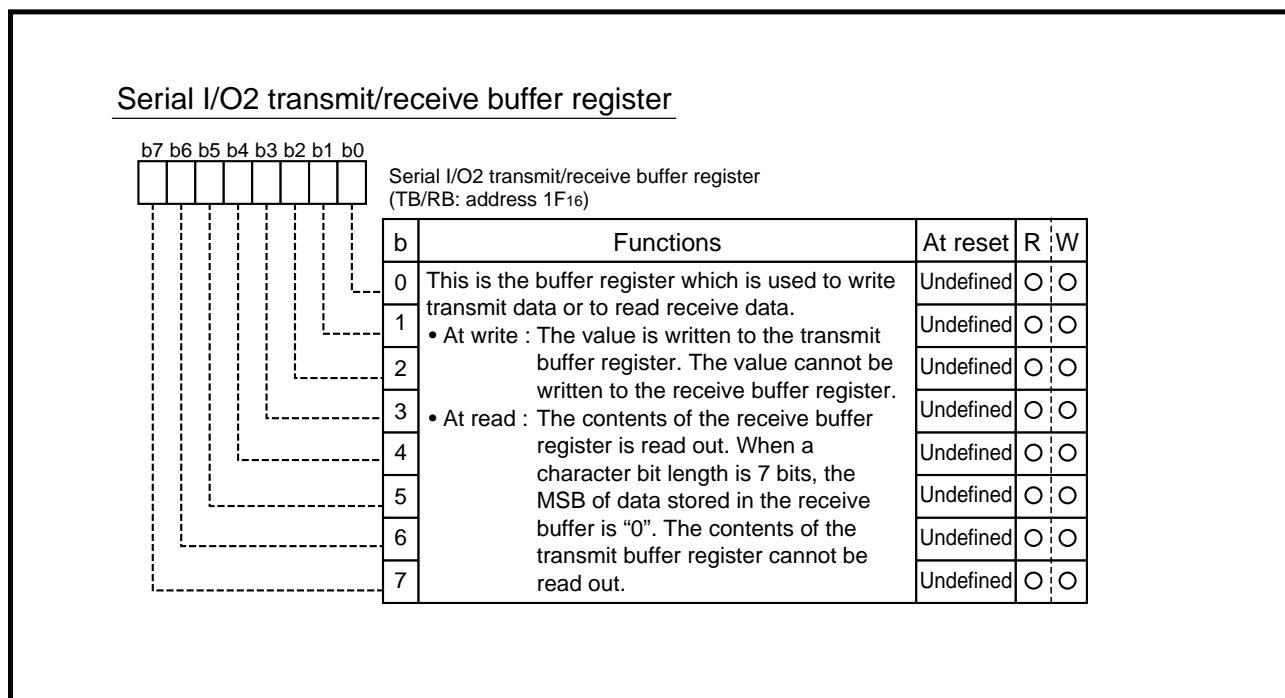 Serial I/O2 transmit/receive buffer register
b7 b6 b5 b4 b3 b2 b1 b0
Serial I/O2 transmit/receive buffer register
(TB/RB: address 1F16)
b Functions At reset R W
0 This is the buffer register which is used to write Undefined O O
transmit data or to read receive data.
1 • At write : The value is written to the transmit Undefined O O
buffer register. The value cannot be
2 written to the receive buffer register. Undefined O O
3 • At read : The contents of the receive buffer Undefined O O
register is read out. When a
4 character bit length is 7 bits, the Undefined O O
5 MSB of data stored in the receive Undefined O O
buffer is “0”. The contents of the
6 transmit buffer register cannot be Undefined O O
7 read out. Undefined O O